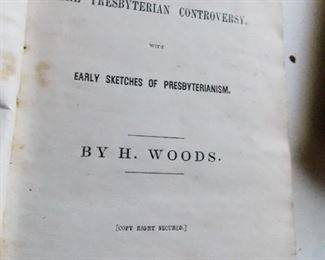 PRESBYTERIAN CONTROVERSY,
WITH
EARLY SKETCHES OF PRESBYTERIANISM.
BY H. WOODS.
[COPY RIGHT SECURED.]